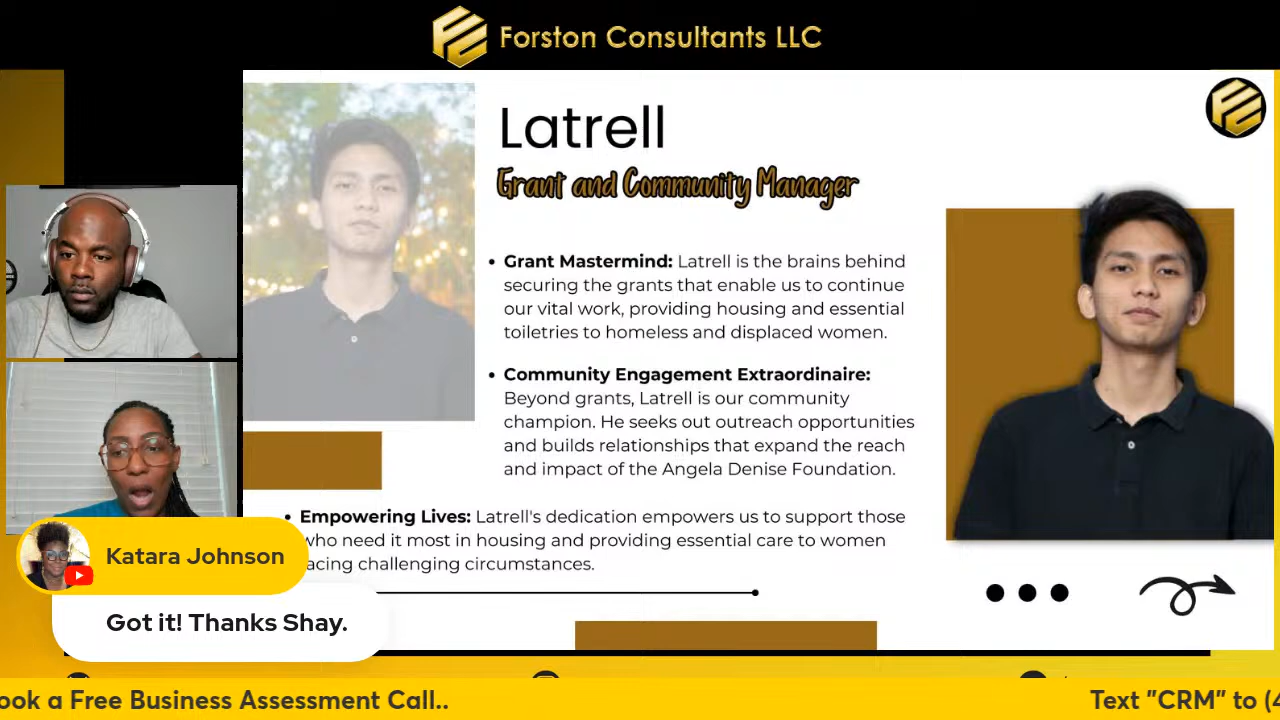 Forston Consultants LLC
Latrell
Grant and Community Manager
• Grant Mastermind: Latrell is the brains behind
securing the grants that enable us to continue
our vital work, providing housing and essential
toiletries to homeless and displaced women.
• Community Engagement Extraordinaire:
Beyond grants, Latrell is our community
champion. He seeks out outreach opportunities
and builds relationships that expand the reach
and impact of the Angela Denise Foundation.
• Empowering Lives: Latrell's dedication empowers us to support those
who need it most in housing and providing essential care to women
facing challenging circumstances.
Katara Johnson
Got it! Thanks Shay.
ook a Free Business Assessment Call..
Text "CRM" to (4